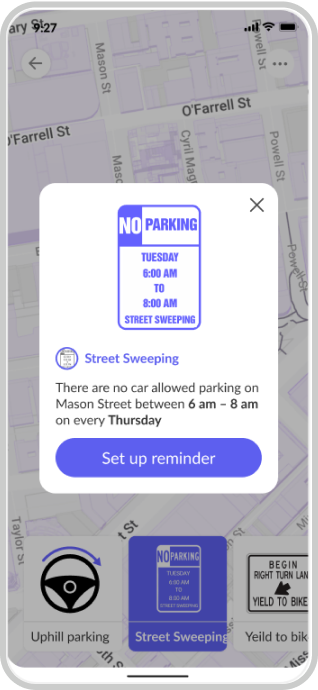 ary St
9:27
Mason St
Powell St
O'Farrell St
O'Farrell St
Cyril Mag
Powell St
Maso
Powell St
NO PARKING
TUESDAY
6:00 AM
TO
8:00 AM
STREET SWEEPING
Street Sweeping
There are no car allowed parking on
Mason Street between 6 am – 8 am
on every Thursday
Set up reminder
Taylor St
t St
NO PARKING
TUESDAY
6:00 AM
TO
8:00 AM
STREET SWEEPING
BEGIN
RIGHT TURN LAN
YIELD TO BIKE
Uphill parking
Street Sweeping
Yeild to bik
th St
Miss